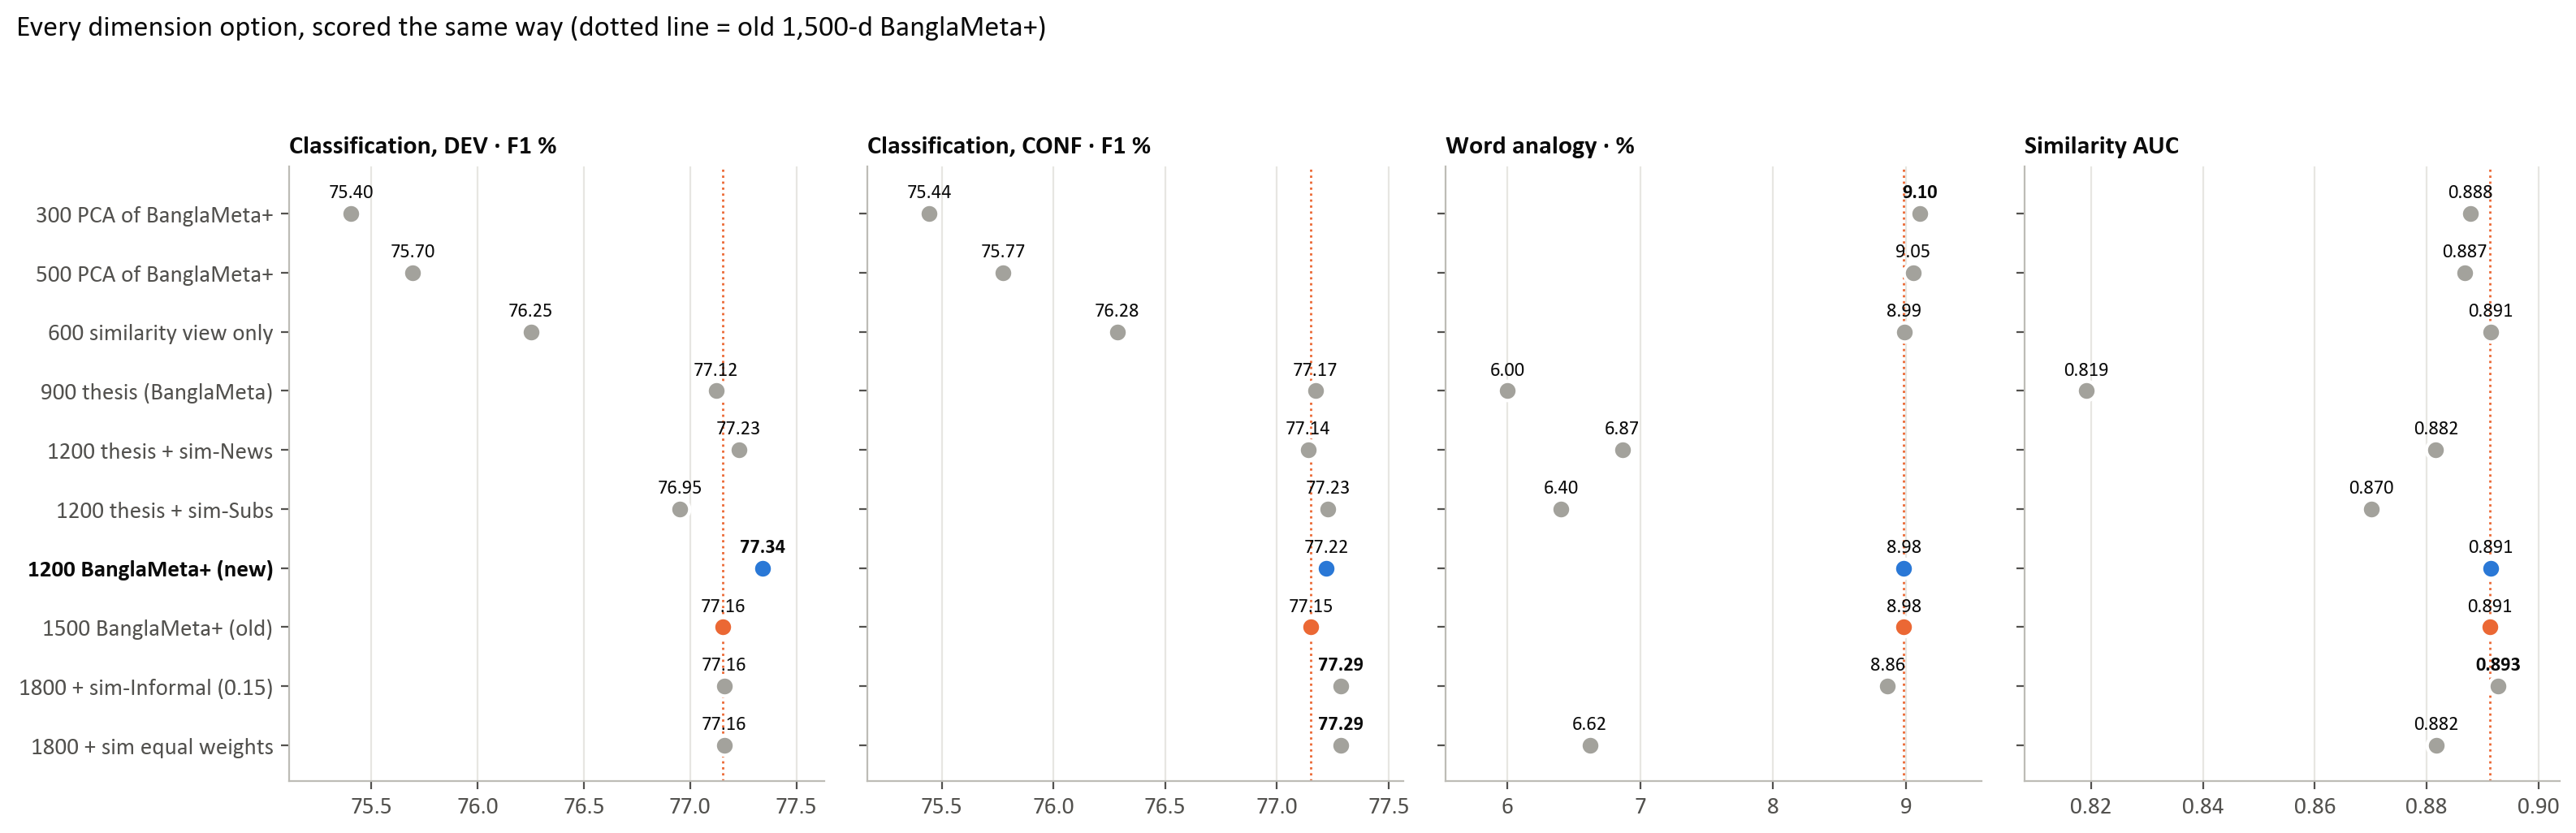 Every dimension option, scored the same way (dotted line = old 1,500-d BanglaMeta+)
Classification, DEV · F1 %
Classification, CONF · F1 %
Word analogy · %
Similarity AUC
300 PCA of BanglaMeta+ 75.40 75.44 9.10 0.888
500 PCA of BanglaMeta+ 75.70 75.77 9.05 0.887
600 similarity view only 76.25 76.28 8.99 0.891
900 thesis (BanglaMeta) 77.12 77.17 6.00 0.819
1200 thesis + sim-News 77.23 77.14 6.87 0.882
1200 thesis + sim-Subs 76.95 77.23 6.40 0.870
1200 BanglaMeta+ (new) 77.34 77.22 8.98 0.891
1500 BanglaMeta+ (old) 77.16 77.15 8.98 0.891
1800 + sim-Informal (0.15) 77.16 77.29 8.86 0.893
1800 + sim equal weights 77.16 77.29 6.62 0.882
75.5 76.0 76.5 77.0 77.5
75.5 76.0 76.5 77.0 77.5
6 7 8 9
0.82 0.84 0.86 0.88 0.90